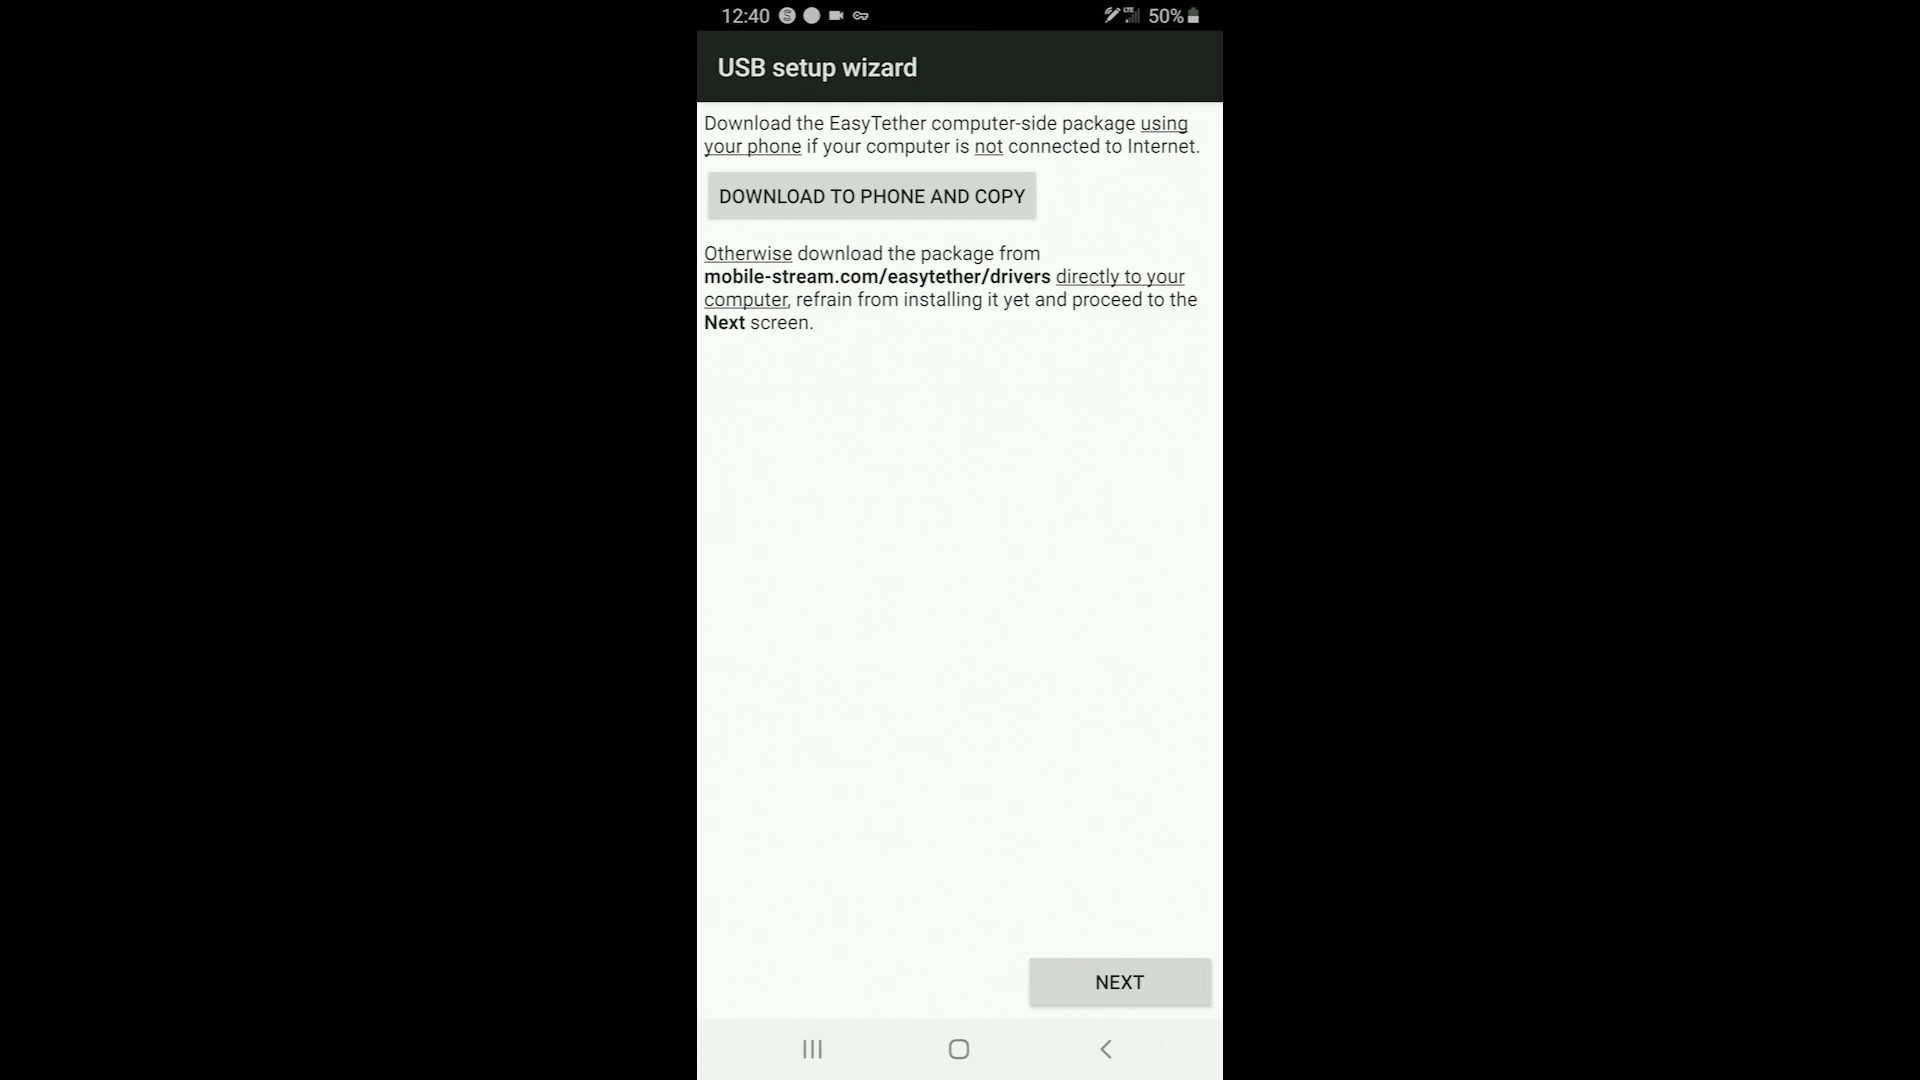 12:40 50%
USB setup wizard
Download the EasyTether computer-side package using
your phone if your computer is not connected to Internet.
DOWNLOAD TO PHONE AND COPY
Otherwise download the package from
mobile-stream.com/easytether/drivers directly to your
computer, refrain from installing it yet and proceed to the
Next screen.
NEXT